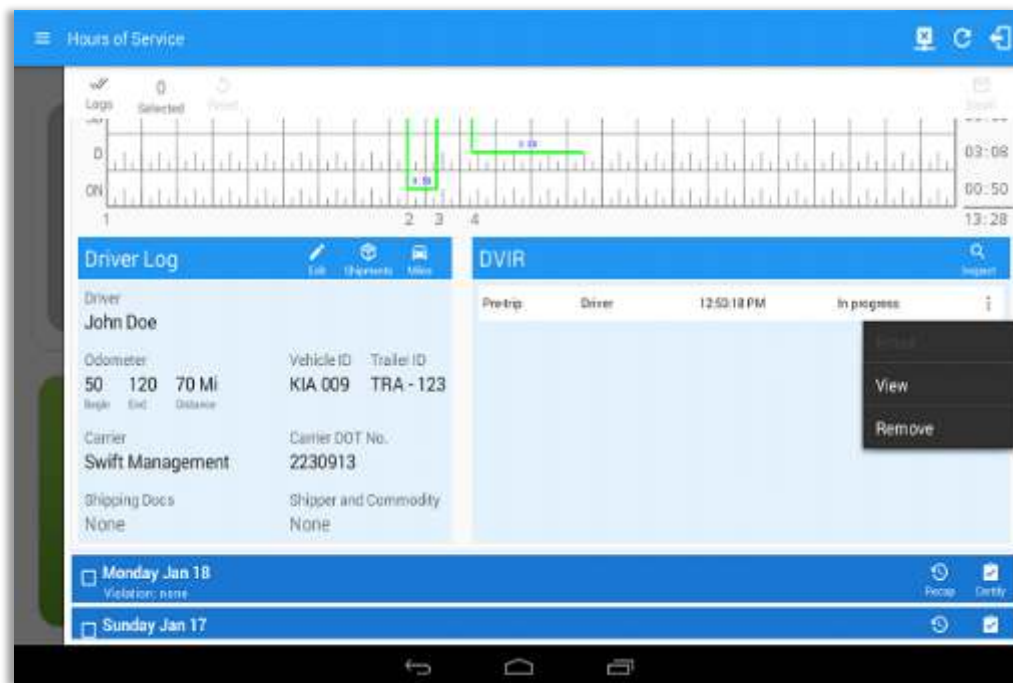 Hours of Service
Logs
0
Selected
Reset
D
03:08
ON
00:50
1 2 3 4
13:28
Driver Log
Edit Shipments Miles
DVIR
Inspect
Driver
John Doe
Pre-trip Driver 12:53:18 PM In progress
Odometer
50 120 70 Mi
Begin End Distance
Vehicle ID Trailer ID
KIA 009 TRA - 123
Email
View
Remove
Carrier
Swift Management
Carrier DOT No.
2230913
Shipping Docs
None
Shipper and Commodity
None
Monday Jan 18
Violation: none
Recap Certify
Sunday Jan 17